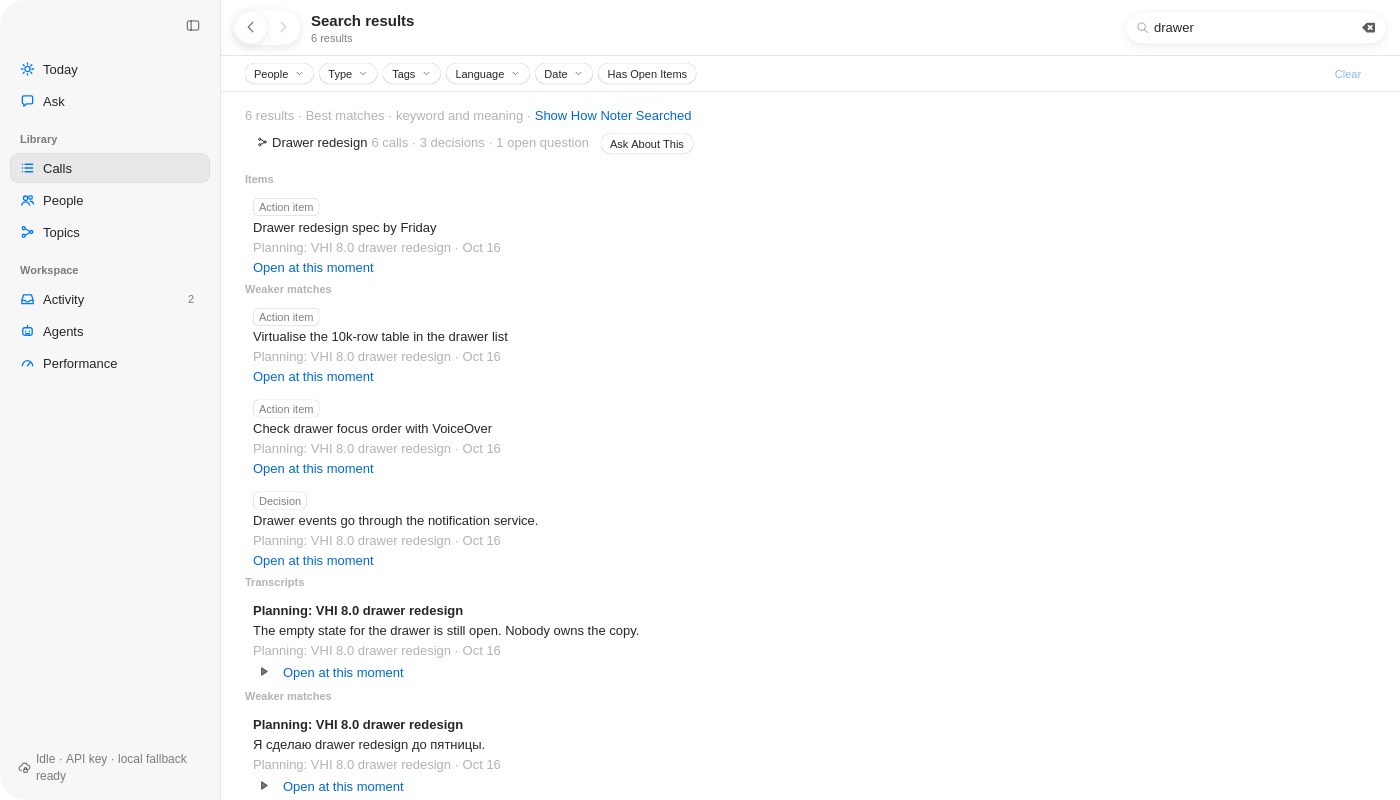 Search results
6 results
drawer
Today
Ask
Library
Calls
People
Topics
Workspace
Activity 2
Agents
Performance
Idle · API key · local fallback
ready
People Type Tags Language Date Has Open Items Clear
6 results · Best matches · keyword and meaning · Show How Noter Searched
Drawer redesign 6 calls · 3 decisions · 1 open question Ask About This
Items
Action item
Drawer redesign spec by Friday
Planning: VHI 8.0 drawer redesign · Oct 16
Open at this moment
Weaker matches
Action item
Virtualise the 10k-row table in the drawer list
Planning: VHI 8.0 drawer redesign · Oct 16
Open at this moment
Action item
Check drawer focus order with VoiceOver
Planning: VHI 8.0 drawer redesign · Oct 16
Open at this moment
Decision
Drawer events go through the notification service.
Planning: VHI 8.0 drawer redesign · Oct 16
Open at this moment
Transcripts
Planning: VHI 8.0 drawer redesign
The empty state for the drawer is still open. Nobody owns the copy.
Planning: VHI 8.0 drawer redesign · Oct 16
Open at this moment
Weaker matches
Planning: VHI 8.0 drawer redesign
Я сделаю drawer redesign до пятницы.
Planning: VHI 8.0 drawer redesign · Oct 16
Open at this moment